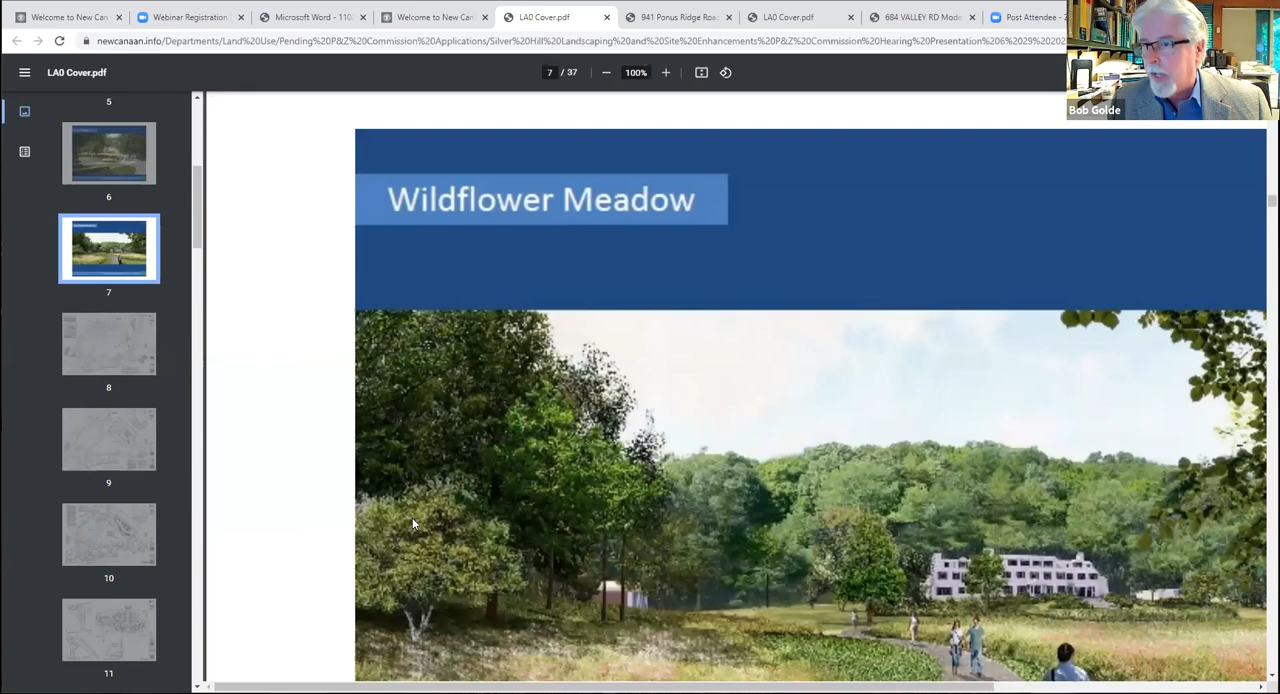 Welcome to New Can
Webinar Registration
Microsoft Word - 110
Welcome to New Can
LA0 Cover.pdf
941 Ponus Ridge Roa
LA0 Cover.pdf
684 VALLEY RD Mode
Post Attendee - Z
newcanaan.info/Departments/Land%20Use/Pending%20P&Z%20Commission%20Applications/Silver%20Hill%20Landscaping%20and%20Site%20Enhancements%20P&Z%20Commission%20Hearing%20Presentation%206%2029%20202
LA0 Cover.pdf
7 / 37
100%
Bob Golde
5
6
7
8
9
10
11
Wildflower Meadow